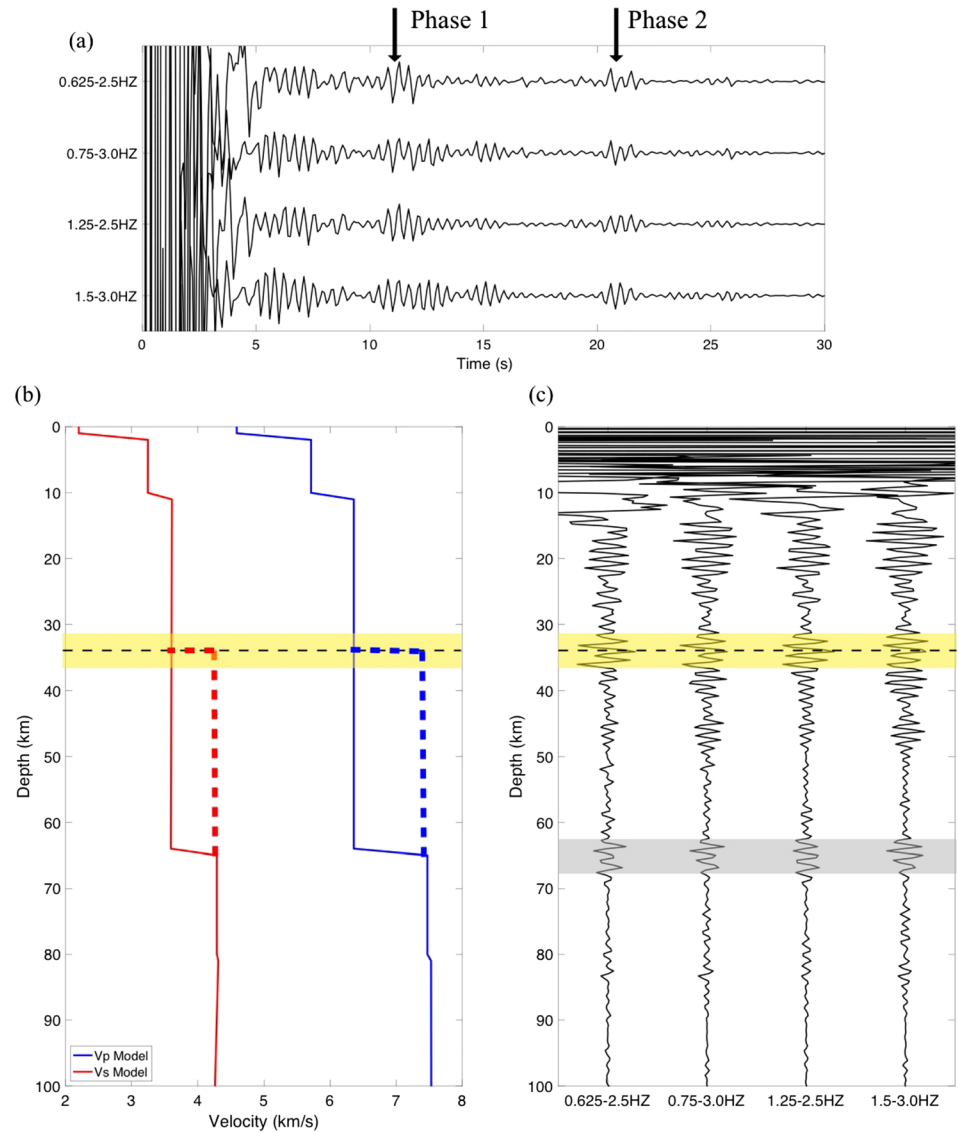 Phase 1
Phase 2
(a)
0.625-2.5HZ
0.75-3.0HZ
1.25-2.5HZ
1.5-3.0HZ
0 5 10 15 20 25 30
Time (s)
(b)
(c)
0
10
20
30
40
50
60
70
80
90
100
Depth (km)
Vp Model
Vs Model
2 3 4 5 6 7 8
Velocity (km/s)
0
10
20
30
40
50
60
70
80
90
100
Depth (km)
0.625-2.5HZ 0.75-3.0HZ 1.25-2.5HZ 1.5-3.0HZ